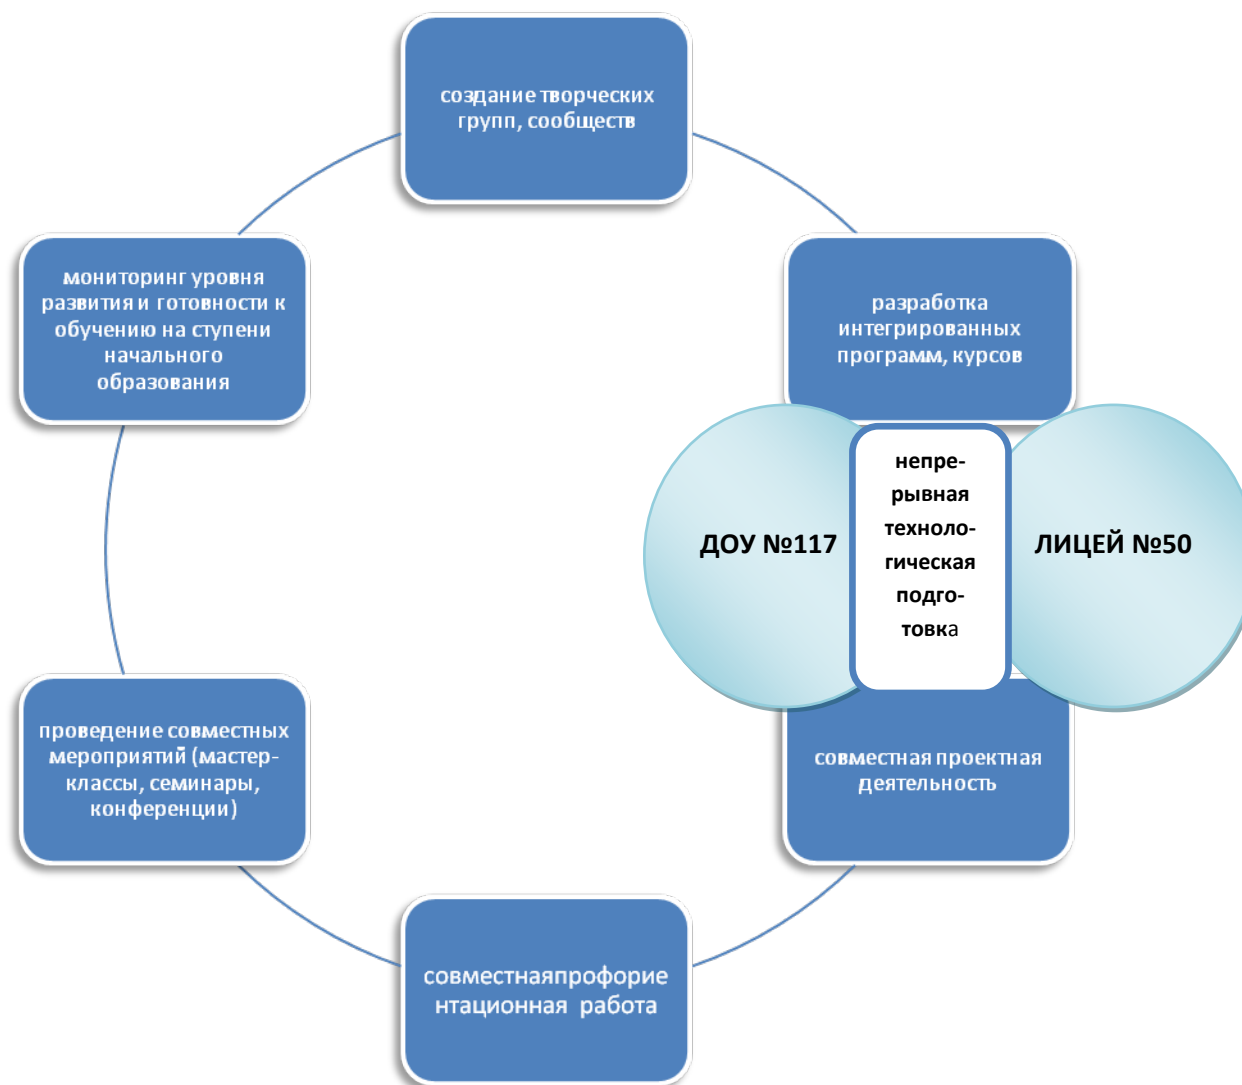 создание творческих
групп, сообществ
разработка
интегрированных
программ, курсов
ДОУ №117
непре-
рывная
техноло-
гическая
подго-
товка
ЛИЦЕЙ №50
совместная проектная
деятельность
совместнаяпрофорие
нтационная работа
проведение совместных
мероприятий (мастер-
классы, семинары,
конференции)
мониторинг уровня
развития и готовности к
обучению на ступени
начального
образования